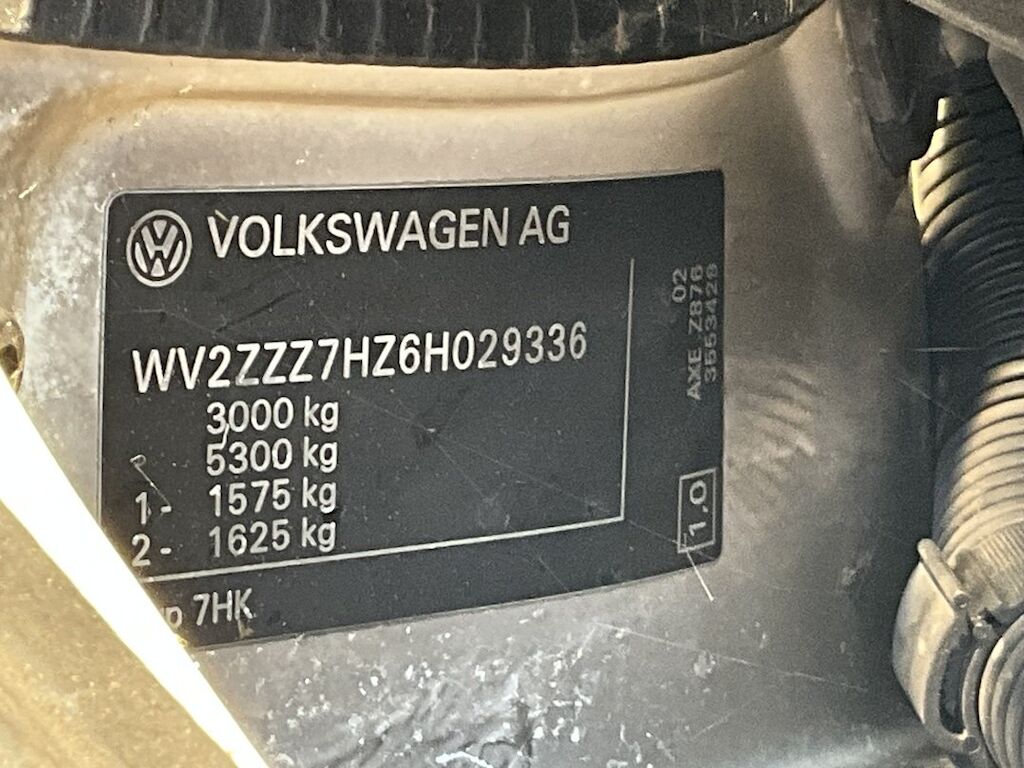 VOLKSWAGEN AG
WV2ZZZ7HZ6H029336
3000 kg
5300 kg
1- 1575 kg
2- 1625 kg
7HK
02
AXE Z876
3553428
1.0